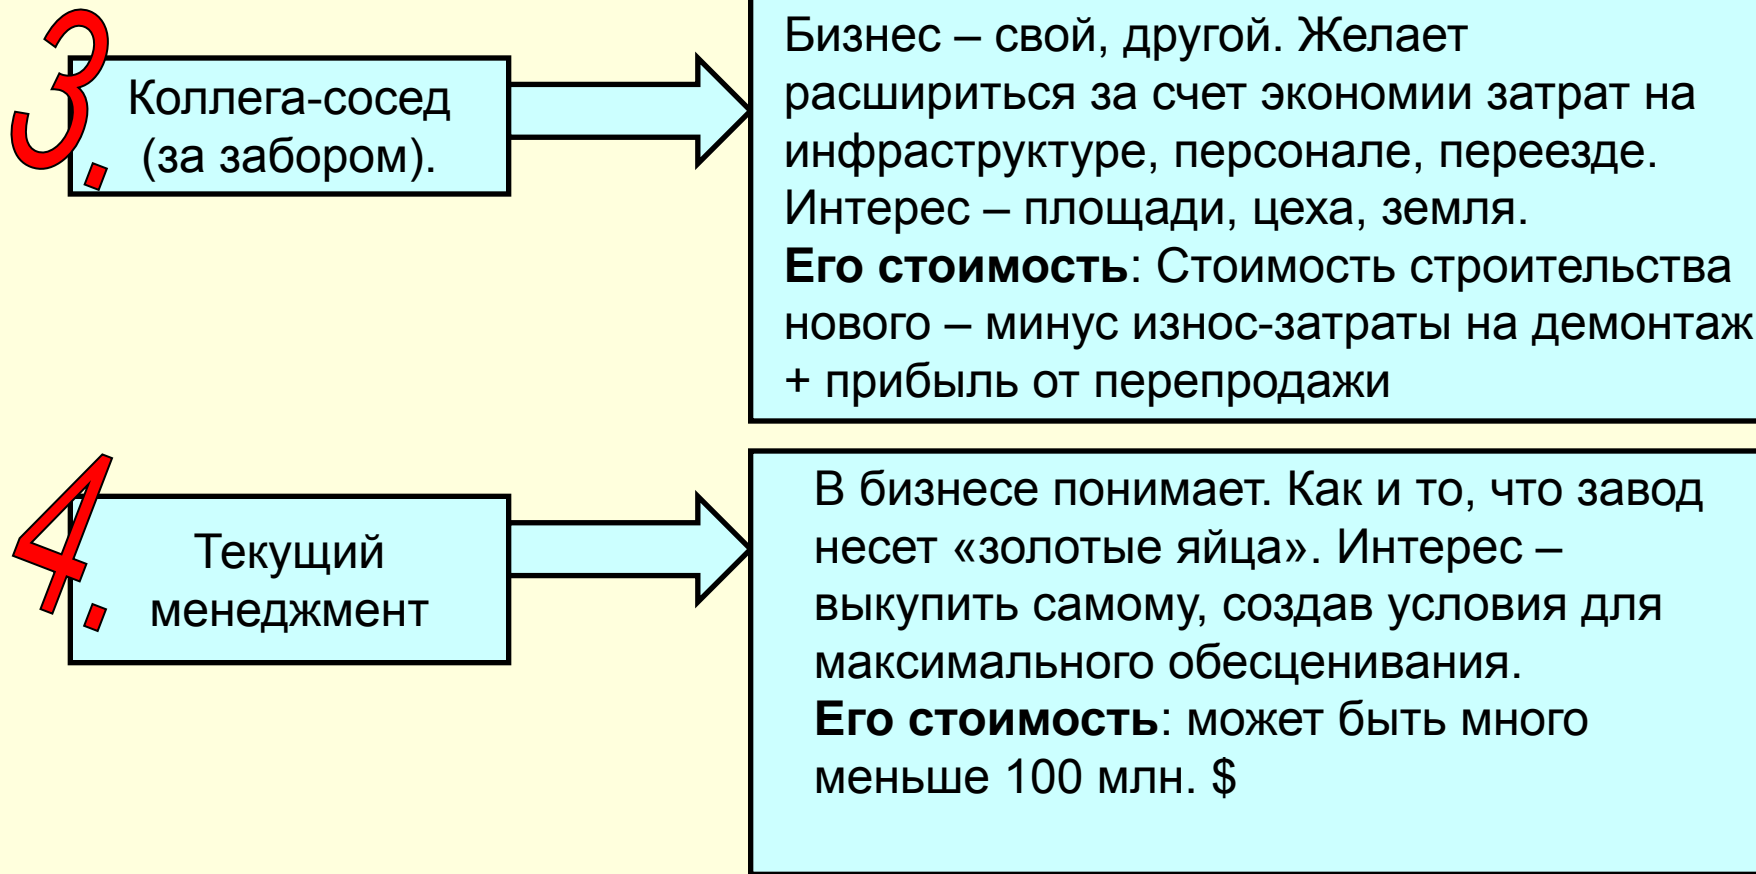 3.
Коллега-сосед
(за забором).
Бизнес – свой, другой. Желает
расшириться за счет экономии затрат на
инфраструктуре, персонале, переезде.
Интерес – площади, цеха, земля.
Его стоимость: Стоимость строительства
нового – минус износ-затраты на демонтаж
+ прибыль от перепродажи
4.
Текущий
менеджмент
В бизнесе понимает. Как и то, что завод
несет «золотые яйца». Интерес –
выкупить самому, создав условия для
максимального обесценивания.
Его стоимость: может быть много
меньше 100 млн. $